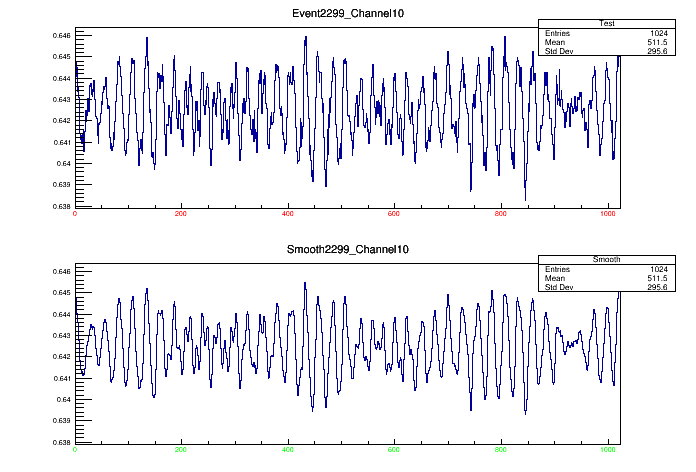 Event2299_Channel10
Test
Entries 1024
Mean 511.5
Std Dev 295.6
0.646
0.645
0.644
0.643
0.642
0.641
0.64
0.639
0.638
0 200 400 600 800 1000
Smooth2299_Channel10
Smooth
Entries 1024
Mean 511.5
Std Dev 295.6
0.646
0.645
0.644
0.643
0.642
0.641
0.64
0.639
0.638
0 200 400 600 800 1000